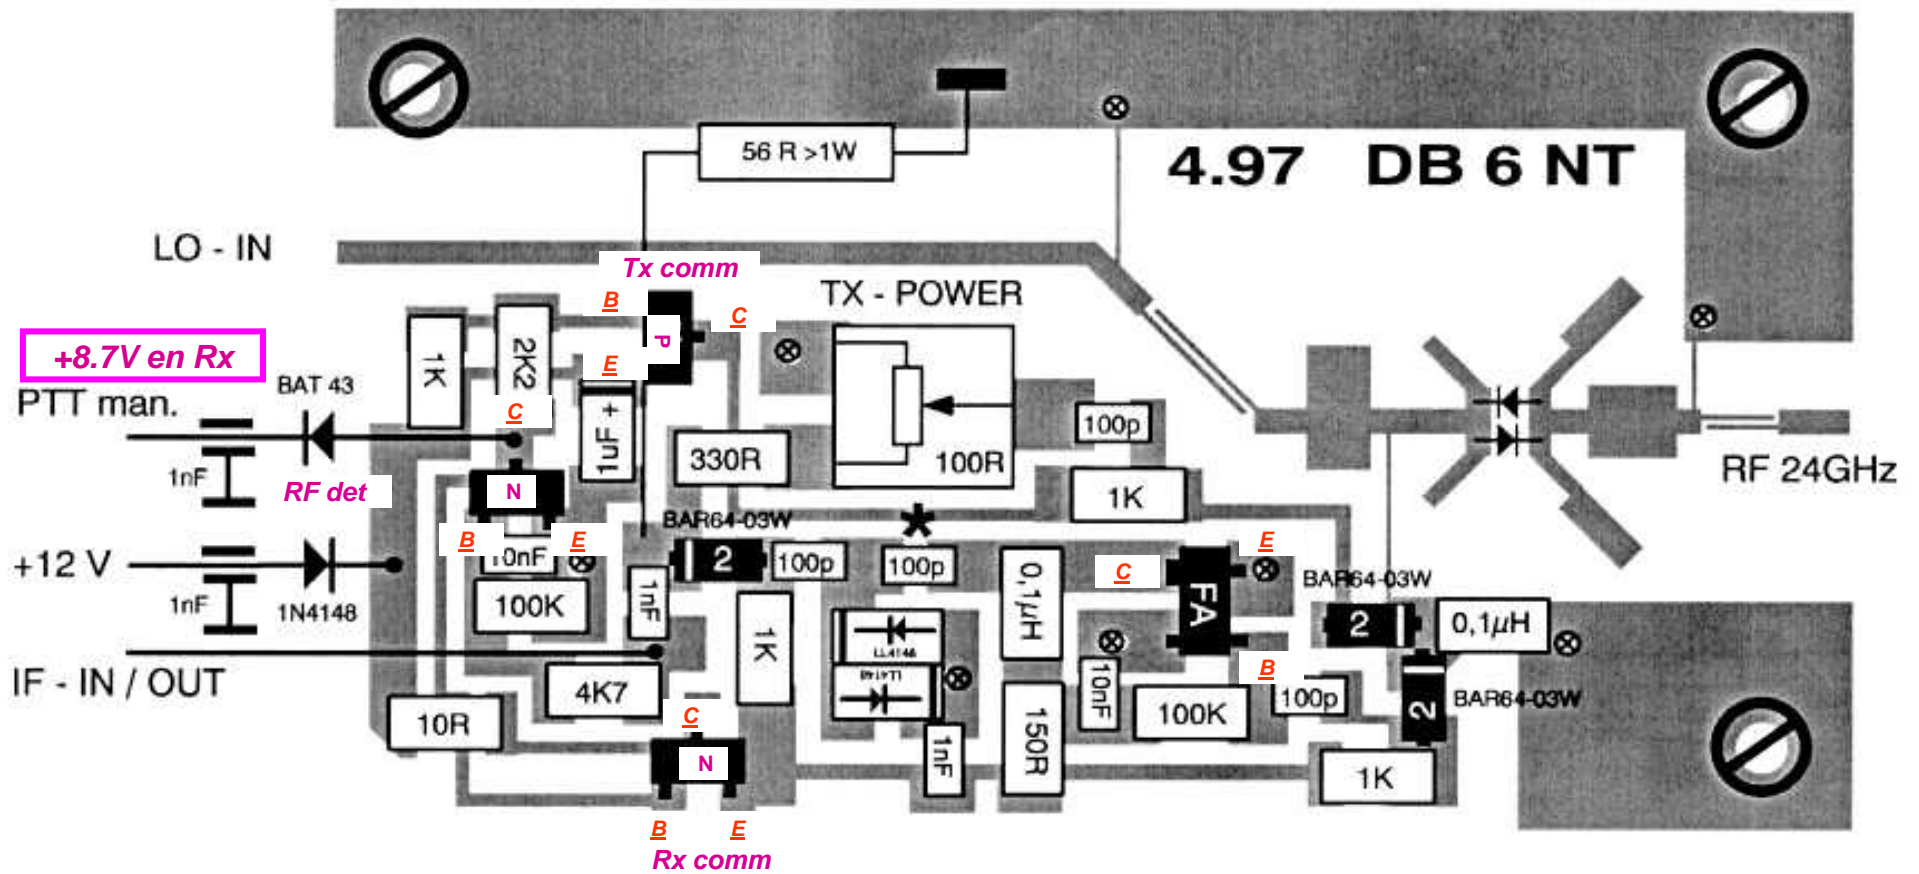 56 R >1W
4.97 DB 6 NT
LO - IN
Tx comm
B
C
E
P
TX - POWER
+8.7V en Rx
PTT man.
BAT 43
1nF
RF det
1K
2K2
C
1uF +
N
B
E
330R
100R
100p
1K
RF 24GHz
+12 V
1nF
1N4148
10nF
100K
1nF
BAR64-03W
2
100p
*
100p
0,1µH
C
E
FA
B
BAR64-03W
2
0,1µH
IF - IN / OUT
4K7
1K
LL4148
LL4148
10nF
100K
100p
2
BAR64-03W
10R
C
N
B
E
Rx comm
1nF
150R
1K